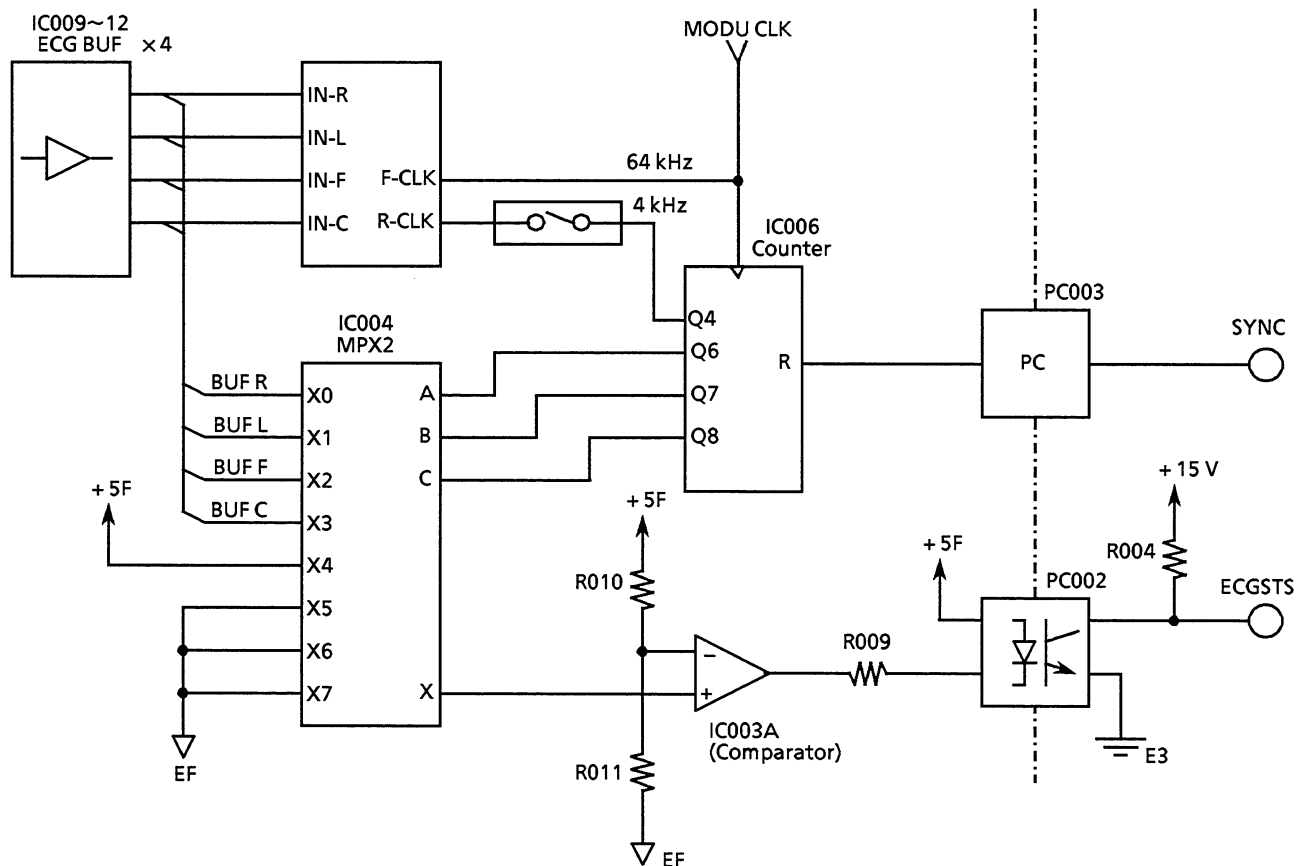 IC009~12
ECG BUF ×4
MODU CLK
IN-R
IN-L
IN-F
IN-C
F-CLK
R-CLK
64 kHz
4 kHz
IC006
Counter
Q4
Q6
Q7
Q8
R
PC003
PC
SYNC
IC004
MPX2
BUF R
BUF L
BUF F
BUF C
X0
X1
X2
X3
X4
X5
X6
X7
A
B
C
X
+5F
EF
+5F
R010
R011
EF
−
+
IC003A
(Comparator)
R009
+5F
PC002
+15 V
R004
ECGSTS
E3